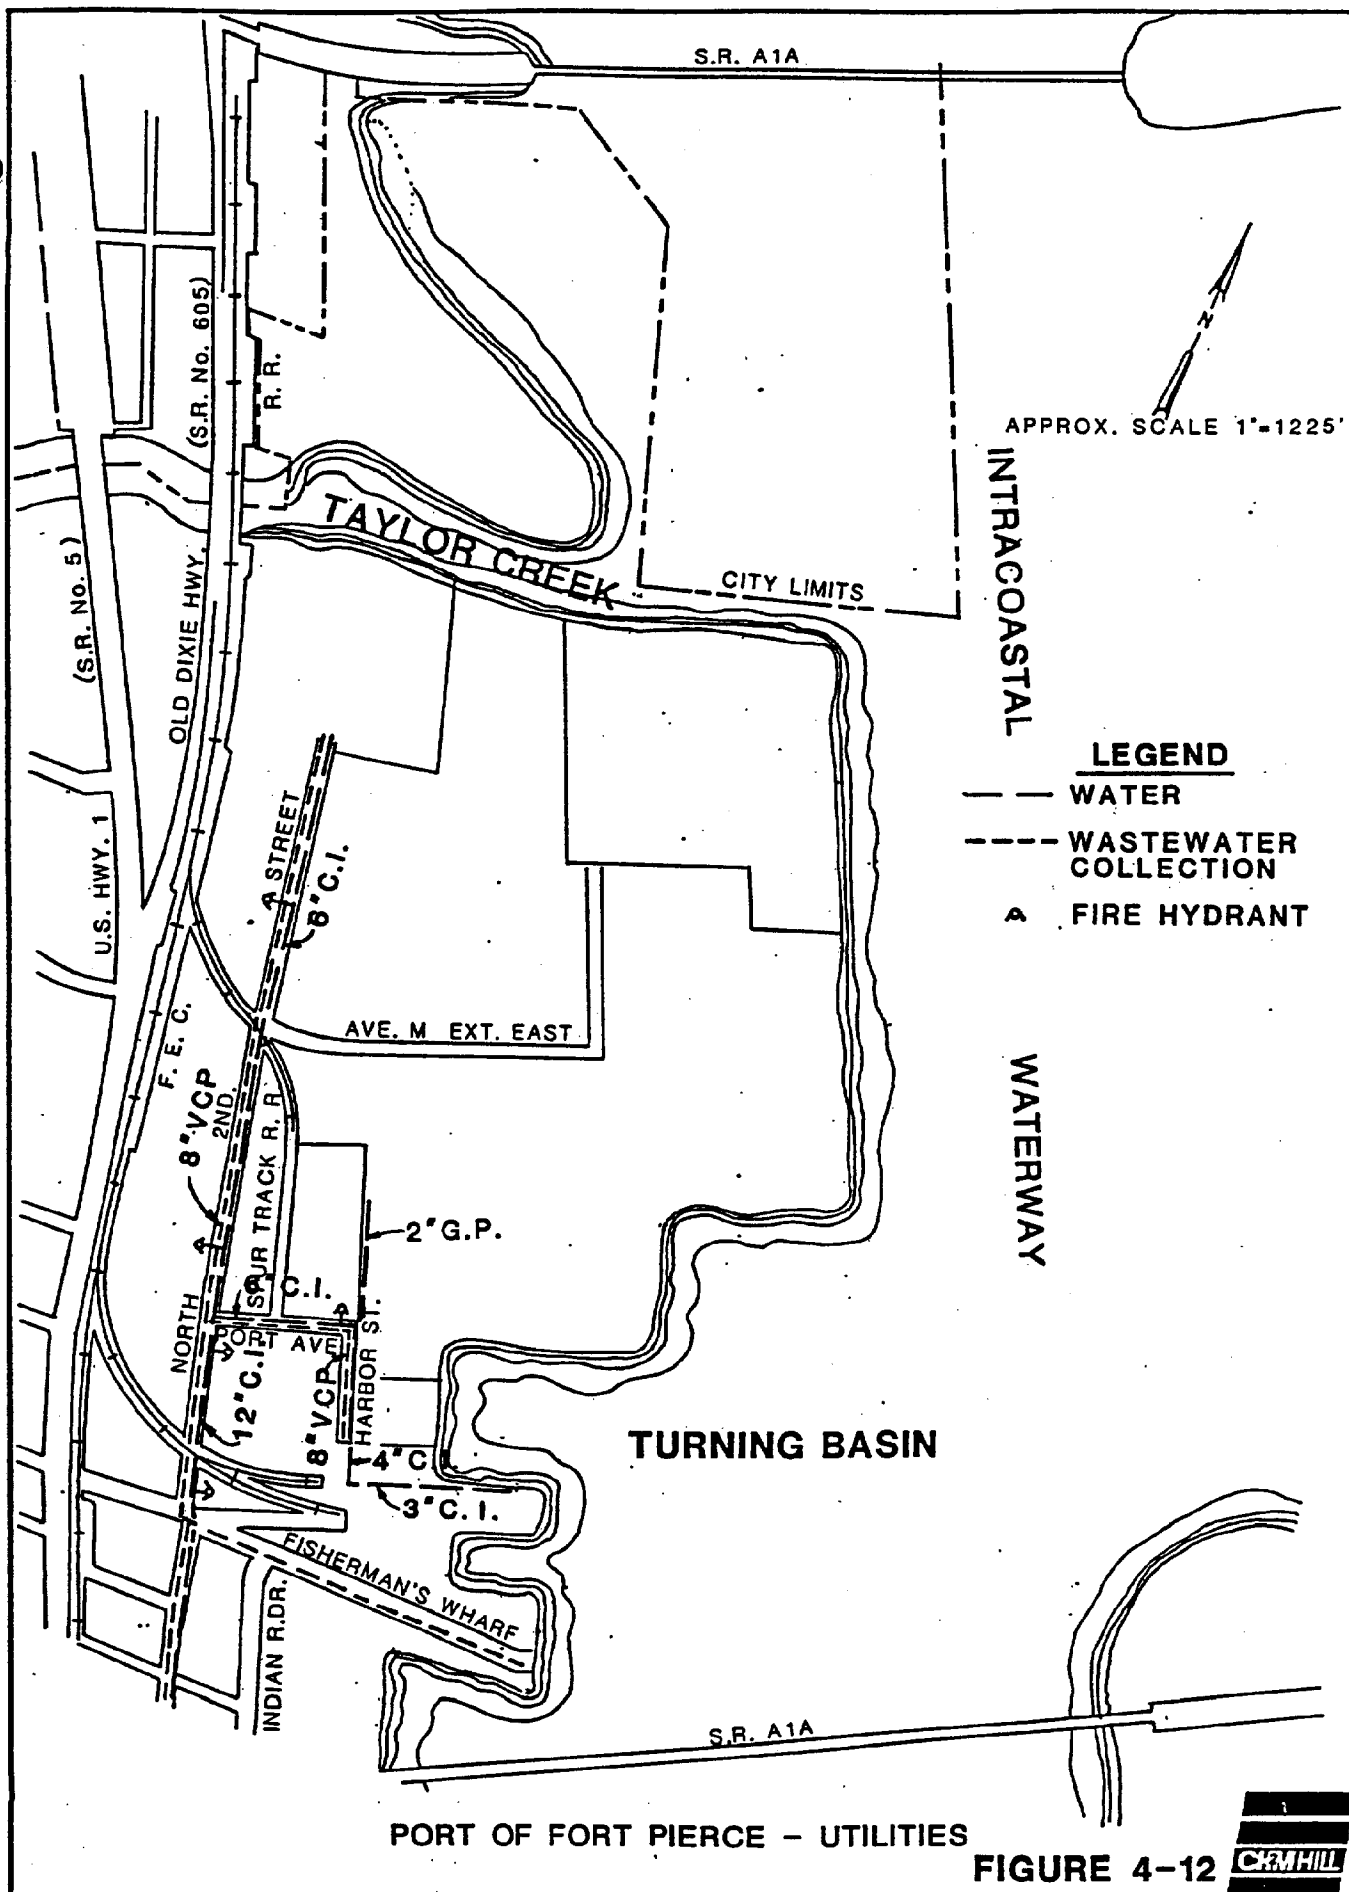 S.R. A1A
(S.R. No. 605)
R. R.
N
APPROX. SCALE 1"=1225'
TAYLOR CREEK
INTRACOASTAL
WATERWAY
CITY LIMITS
(S.R. No. 5)
OLD DIXIE HWY.
U.S. HWY. 1
LEGEND
WATER
WASTEWATER
COLLECTION
FIRE HYDRANT
STREET
8"C.I.
AVE. M EXT. EAST
F. E. C.
8"VCP
2ND.
SPUR TRACK R. R.
2"G.P.
C.I.
NORTH
PORT AVE
HARBOR ST.
12"C.I.
8"VCP
4"C
3"C.I.
TURNING BASIN
FISHERMAN'S WHARF
INDIAN R.DR.
S.R. A1A
PORT OF FORT PIERCE - UTILITIES
FIGURE 4-12
CH2M HILL